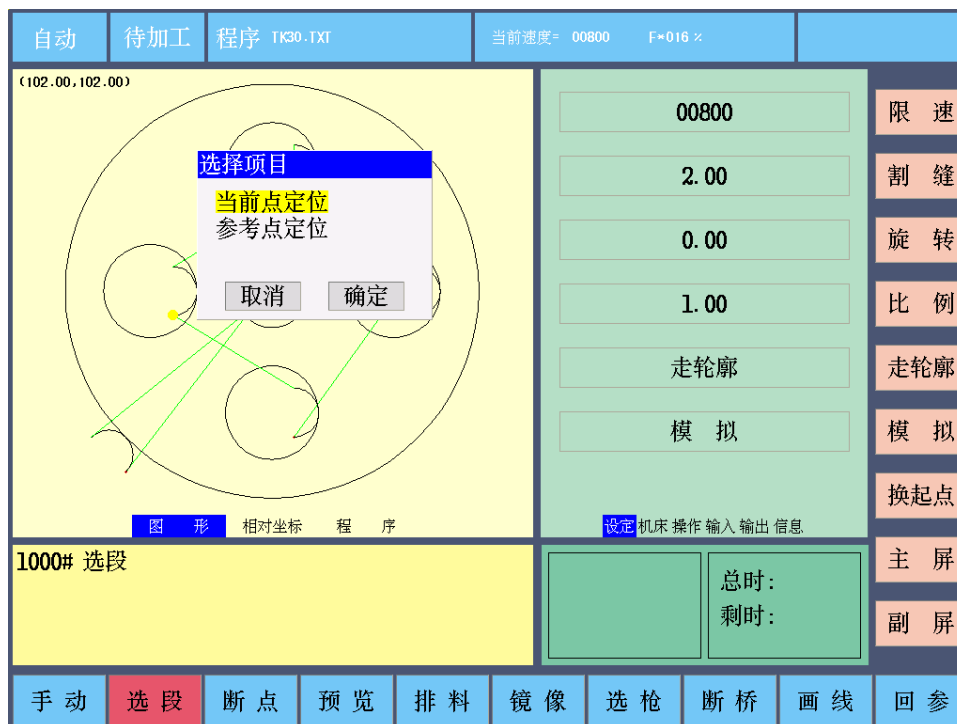 自动 待加工 程序 TK30.TXT 当前速度= 00800 F*016 %
(102.00,102.00)
选择项目
当前点定位
参考点定位
取消 确定
图 形 相对坐标 程 序
00800
2.00
0.00
1.00
走轮廓
模 拟
设定 机床 操作 输入 输出 信息
限 速
割 缝
旋 转
比 例
走轮廓
模 拟
换起点
主 屏
副 屏
1000# 选段
总时:
剩时:
手 动 选 段 断 点 预 览 排 料 镜 像 选 枪 断 桥 画 线 回 参